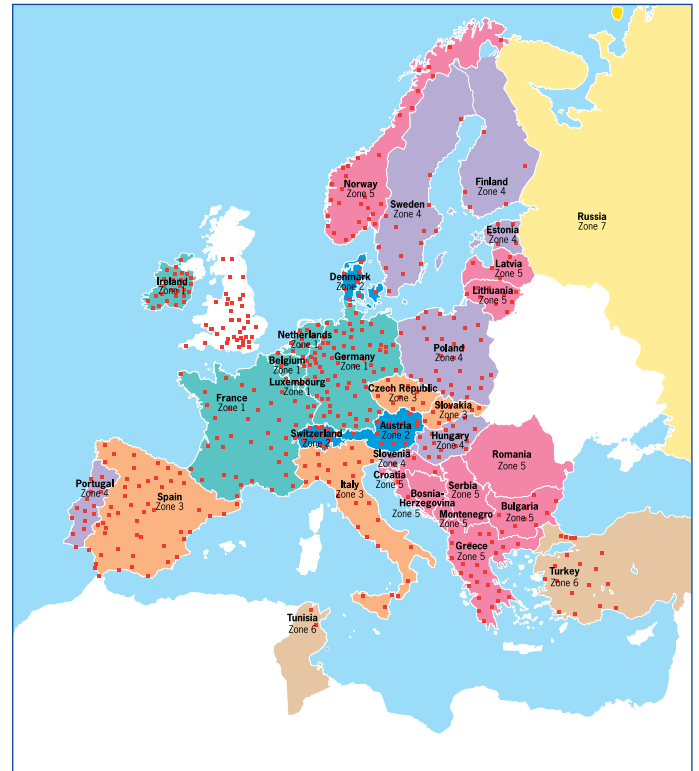 Norway
Zone 5
Finland
Zone 4
Sweden
Zone 4
Russia
Zone 7
Estonia
Zone 4
Latvia
Zone 5
Denmark
Zone 2
Ireland
Zone 1
Lithuania
Zone 5
Netherlands
Zone 1
Poland
Zone 4
Germany
Zone 1
Belgium
Zone 1
Luxembourg
Zone 1
Czech Republic
Zone 3
France
Zone 1
Slovakia
Zone 3
Austria
Zone 2
Switzerland
Zone 2
Hungary
Zone 4
Slovenia
Zone 4
Romania
Zone 5
Croatia
Zone 5
Portugal
Zone 4
Spain
Zone 3
Italy
Zone 3
Serbia
Zone 5
Bosnia-
Herzegovina
Zone 5
Bulgaria
Zone 5
Montenegro
Zone 5
Greece
Zone 5
Turkey
Zone 6
Tunisia
Zone 6